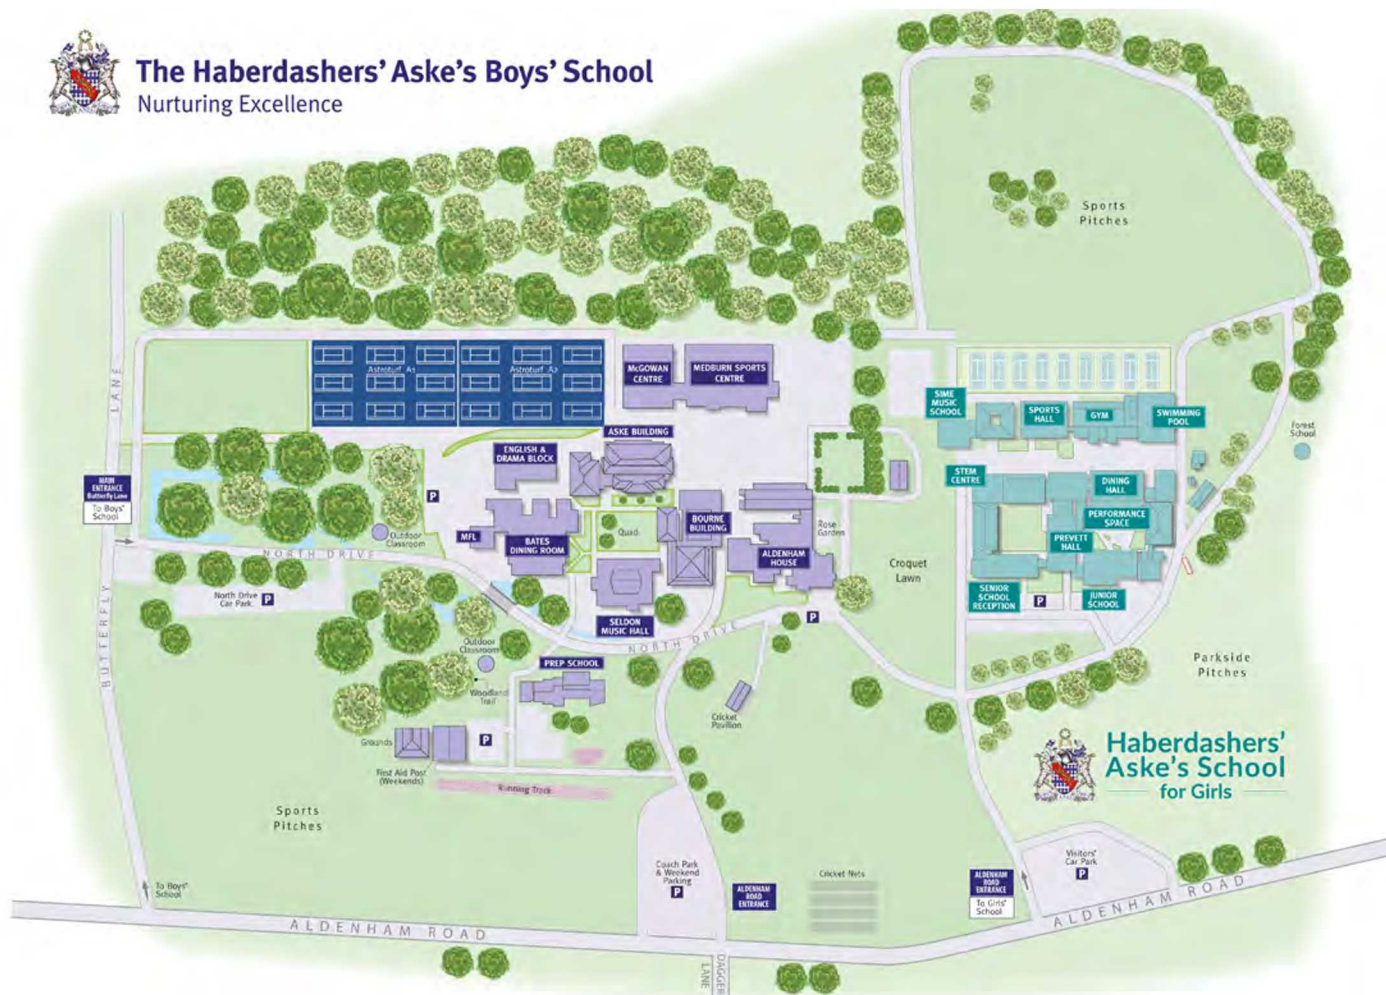 The Haberdashers' Aske's Boys' School
Nurturing Excellence
Sports
Pitches
LANE
BUTTERFLY
MAIN
ENTRANCE
Butterfly Lane
To Boys'
School
Astroturf A1
Astroturf A2
McGOWAN
CENTRE
MEDBURN SPORTS
CENTRE
ASKE BUILDING
ENGLISH &
DRAMA BLOCK
P
Outdoor
Classroom
MFL
BATES
DINING ROOM
Quad
BOURNE
BUILDING
ALDENHAM
HOUSE
Rose
Garden
Croquet
Lawn
SIME
MUSIC
SCHOOL
SPORTS
HALL
GYM
SWIMMING
POOL
Forest
School
STEM
CENTRE
DINING
HALL
PERFORMANCE
SPACE
PREVETT
HALL
SENIOR
SCHOOL
RECEPTION
P
JUNIOR
SCHOOL
NORTH DRIVE
North Drive
Car Park P
SELDON
MUSIC HALL
NORTH DRIVE
P
Outdoor
Classroom
PREP SCHOOL
Woodland
Trail
Cricket
Pavilion
Parkside
Pitches
Grounds
P
First Aid Post
(Weekends)
Running Track
Haberdashers'
Aske's School
for Girls
Sports
Pitches
Coach Park
& Weekend
Parking
P
ALDENHAM
ROAD
ENTRANCE
Cricket Nets
Visitors'
Car Park
P
ALDENHAM
ROAD
ENTRANCE
To Girls'
School
To Boys'
School
ALDENHAM ROAD
ALDENHAM ROAD
DAGGER
LANE